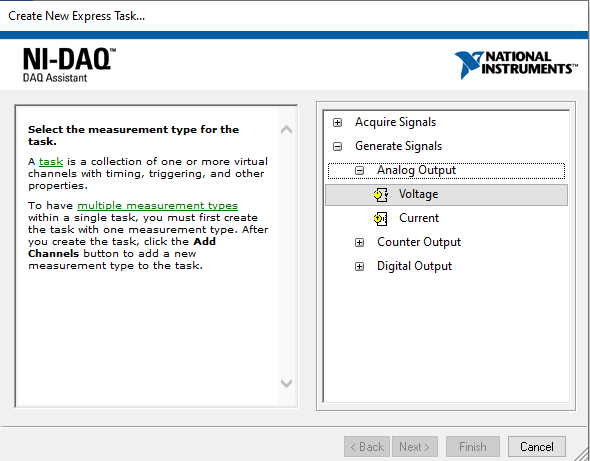 Create New Express Task...
NI-DAQ™
DAQ Assistant
NATIONAL
INSTRUMENTS™
Select the measurement type for the
task.
A task is a collection of one or more virtual
channels with timing, triggering, and other
properties.
To have multiple measurement types
within a single task, you must first create
the task with one measurement type. After
you create the task, click the Add
Channels button to add a new
measurement type to the task.
Acquire Signals
Generate Signals
Analog Output
Voltage
Current
Counter Output
Digital Output
< Back Next > Finish Cancel